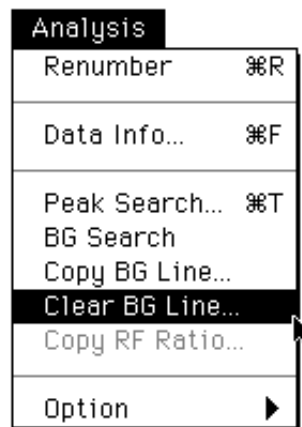 Analysis
Renumber ⌘R
Data Info... ⌘F
Peak Search... ⌘T
BG Search
Copy BG Line...
Clear BG Line...
Copy RF Ratio...
Option ▶